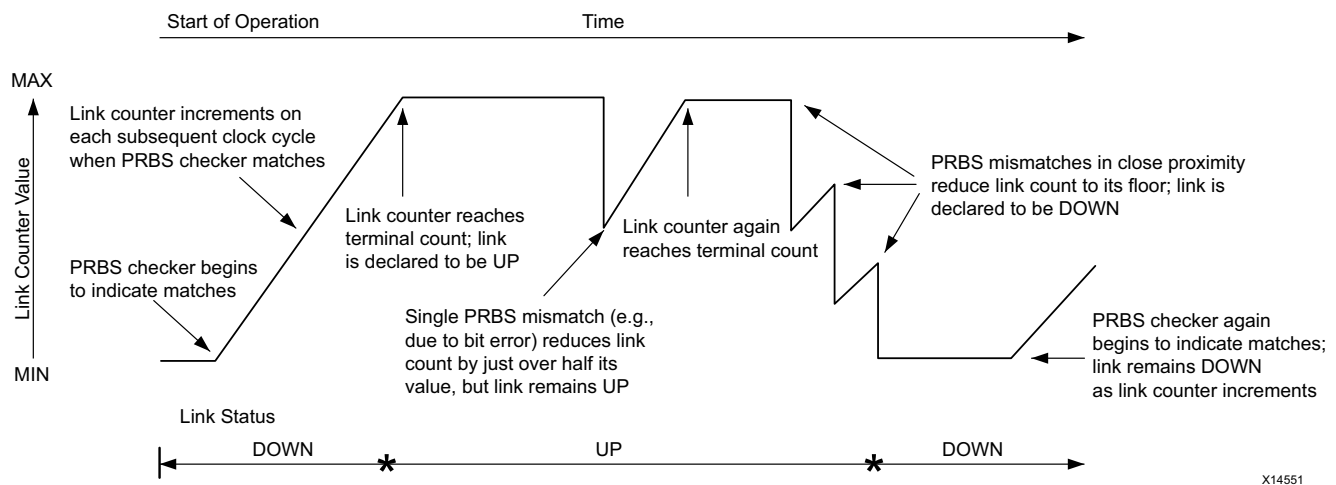 Start of Operation
Time
MAX
Link Counter Value
MIN
Link counter increments on
each subsequent clock cycle
when PRBS checker matches
PRBS checker begins
to indicate matches
Link counter reaches
terminal count; link
is declared to be UP
Single PRBS mismatch (e.g.,
due to bit error) reduces link
count by just over half its
value, but link remains UP
Link counter again
reaches terminal count
PRBS mismatches in close proximity
reduce link count to its floor; link is
declared to be DOWN
PRBS checker again
begins to indicate matches;
link remains DOWN
as link counter increments
Link Status
DOWN
UP
DOWN
X14551